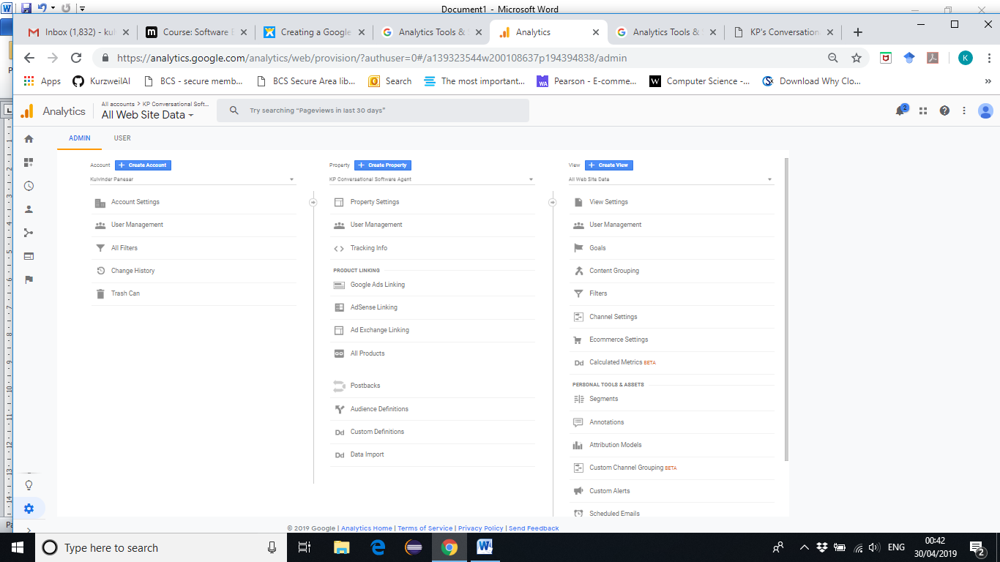 Document1 - Microsoft Word
Inbox (1,832) - kul
Course: Software E
Creating a Google
Analytics Tools & S
Analytics
Analytics Tools & S
KP's Conversation
https://analytics.google.com/analytics/web/provision/?authuser=0#/a139323544w200108637p194394838/admin
K
Apps
KurzweilAI
BCS - secure memb...
BCS Secure Area lib...
Search
The most important...
WA
Pearson - E-comme...
W
Computer Science -...
Download Why Clo...
»
Analytics
All accounts > KP Conversational Soft...
All Web Site Data
Try searching “Pageviews in last 30 days”
2
ADMIN
USER
Account
Create Account
Kulvinder Panesar
Account Settings
User Management
All Filters
Change History
Trash Can
Property
Create Property
KP Conversational Software Agent
Property Settings
User Management
Tracking Info
PRODUCT LINKING
Google Ads Linking
AdSense Linking
Ad Exchange Linking
All Products
Postbacks
Audience Definitions
Dd Custom Definitions
Dd Data Import
View
Create View
All Web Site Data
View Settings
User Management
Goals
Content Grouping
Filters
Channel Settings
Ecommerce Settings
Dd Calculated Metrics BETA
PERSONAL TOOLS & ASSETS
Segments
Annotations
Attribution Models
Custom Channel Grouping BETA
Custom Alerts
Scheduled Emails
© 2019 Google | Analytics Home | Terms of Service | Privacy Policy | Send Feedback
Type here to search
ENG
00:42
30/04/2019
2